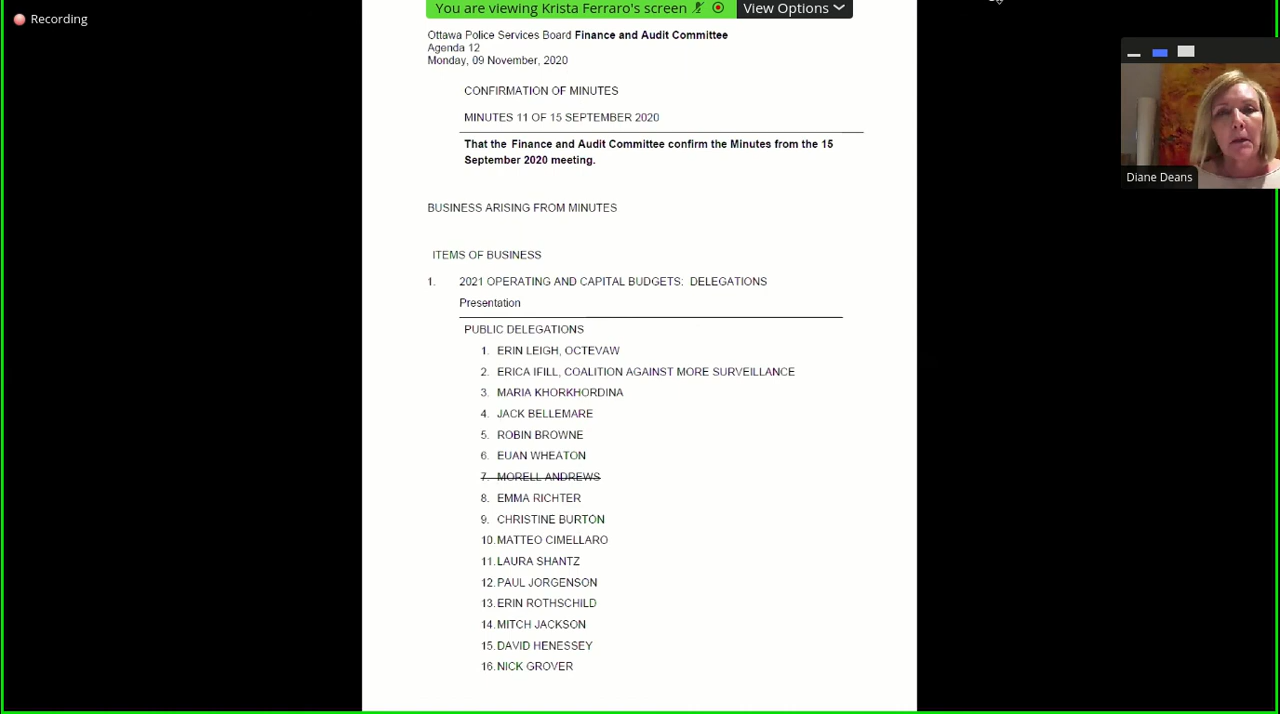 Recording
You are viewing Krista Ferraro's screen
View Options
Ottawa Police Services Board Finance and Audit Committee
Agenda 12
Monday, 09 November, 2020
CONFIRMATION OF MINUTES
MINUTES 11 OF 15 SEPTEMBER 2020
That the Finance and Audit Committee confirm the Minutes from the 15
September 2020 meeting.
BUSINESS ARISING FROM MINUTES
ITEMS OF BUSINESS
1. 2021 OPERATING AND CAPITAL BUDGETS: DELEGATIONS
Presentation
PUBLIC DELEGATIONS
1. ERIN LEIGH, OCTEVAW
2. ERICA IFILL, COALITION AGAINST MORE SURVEILLANCE
3. MARIA KHORKHORDINA
4. JACK BELLEMARE
5. ROBIN BROWNE
6. EUAN WHEATON
7. MORELL ANDREWS
8. EMMA RICHTER
9. CHRISTINE BURTON
10. MATTEO CIMELLARO
11. LAURA SHANTZ
12. PAUL JORGENSON
13. ERIN ROTHSCHILD
14. MITCH JACKSON
15. DAVID HENESSEY
16. NICK GROVER
Diane Deans